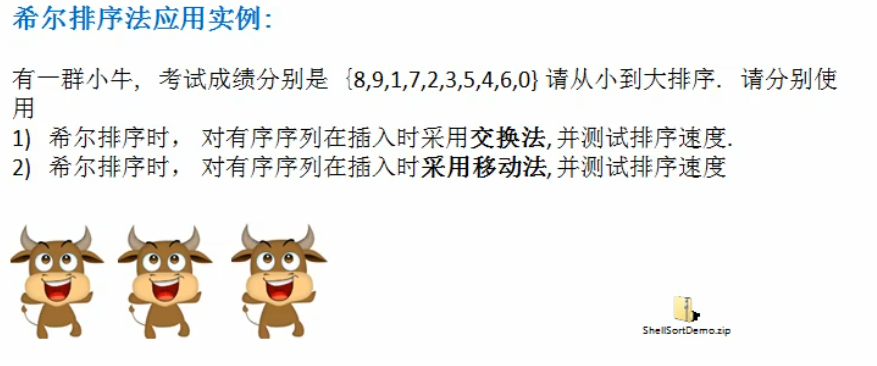 希尔排序法应用实例:
有一群小牛, 考试成绩分别是 {8,9,1,7,2,3,5,4,6,0} 请从小到大排序. 请分别使
用
1) 希尔排序时， 对有序序列在插入时采用交换法,并测试排序速度.
2) 希尔排序时， 对有序序列在插入时采用移动法,并测试排序速度
ShellSortDemo.zip